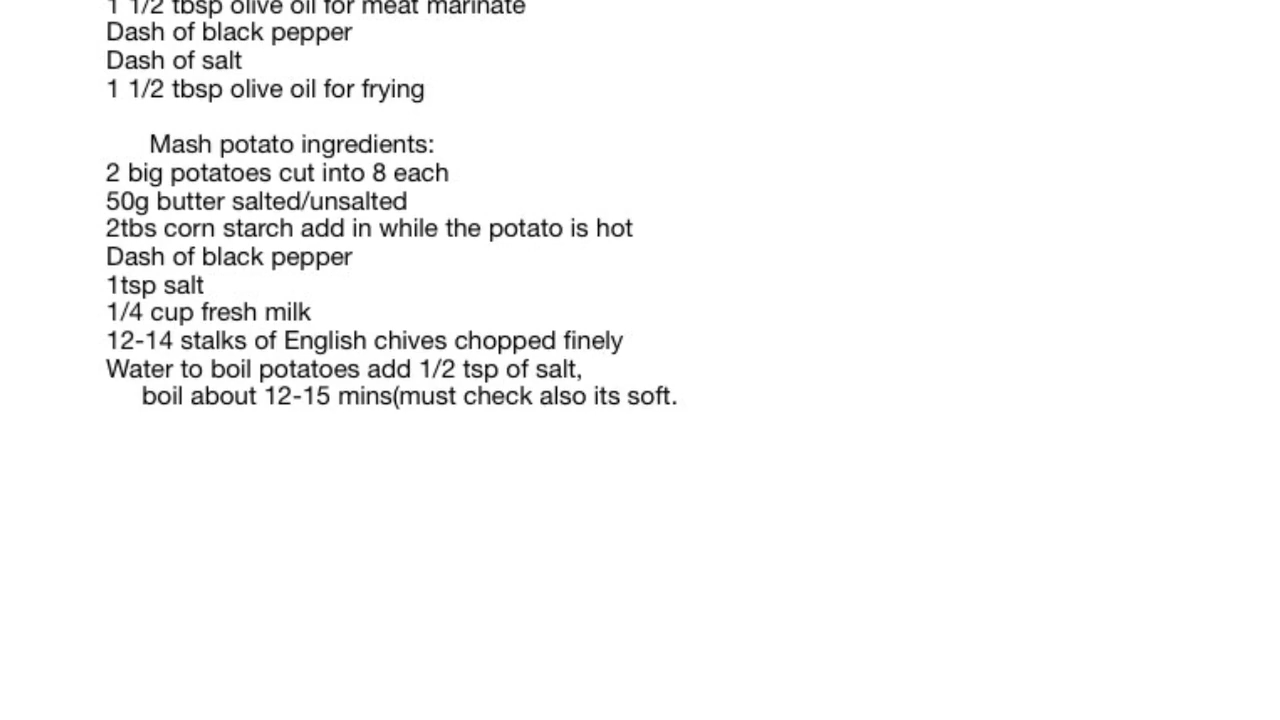 1 1/2 tbsp olive oil for meat marinate
Dash of black pepper
Dash of salt
1 1/2 tbsp olive oil for frying
Mash potato ingredients:
2 big potatoes cut into 8 each
50g butter salted/unsalted
2tbs corn starch add in while the potato is hot
Dash of black pepper
1tsp salt
1/4 cup fresh milk
12-14 stalks of English chives chopped finely
Water to boil potatoes add 1/2 tsp of salt,
boil about 12-15 mins(must check also its soft.